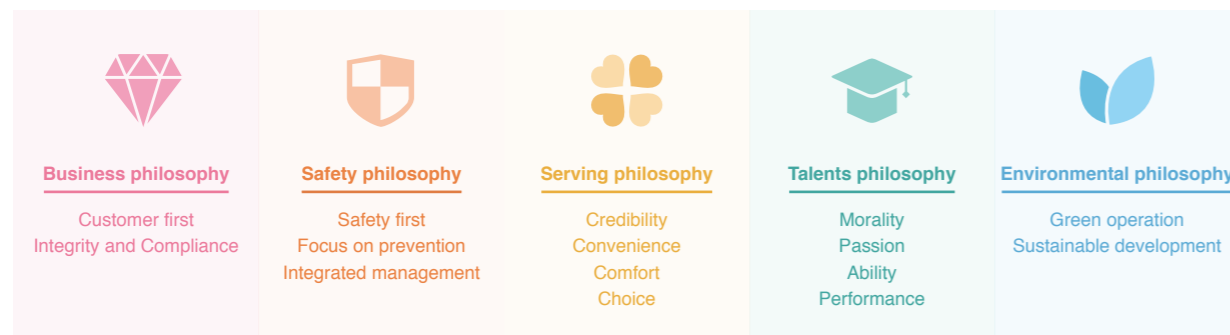 Business philosophy
Customer first
Integrity and Compliance
Safety philosophy
Safety first
Focus on prevention
Integrated management
Serving philosophy
Credibility
Convenience
Comfort
Choice
Talents philosophy
Morality
Passion
Ability
Performance
Environmental philosophy
Green operation
Sustainable development